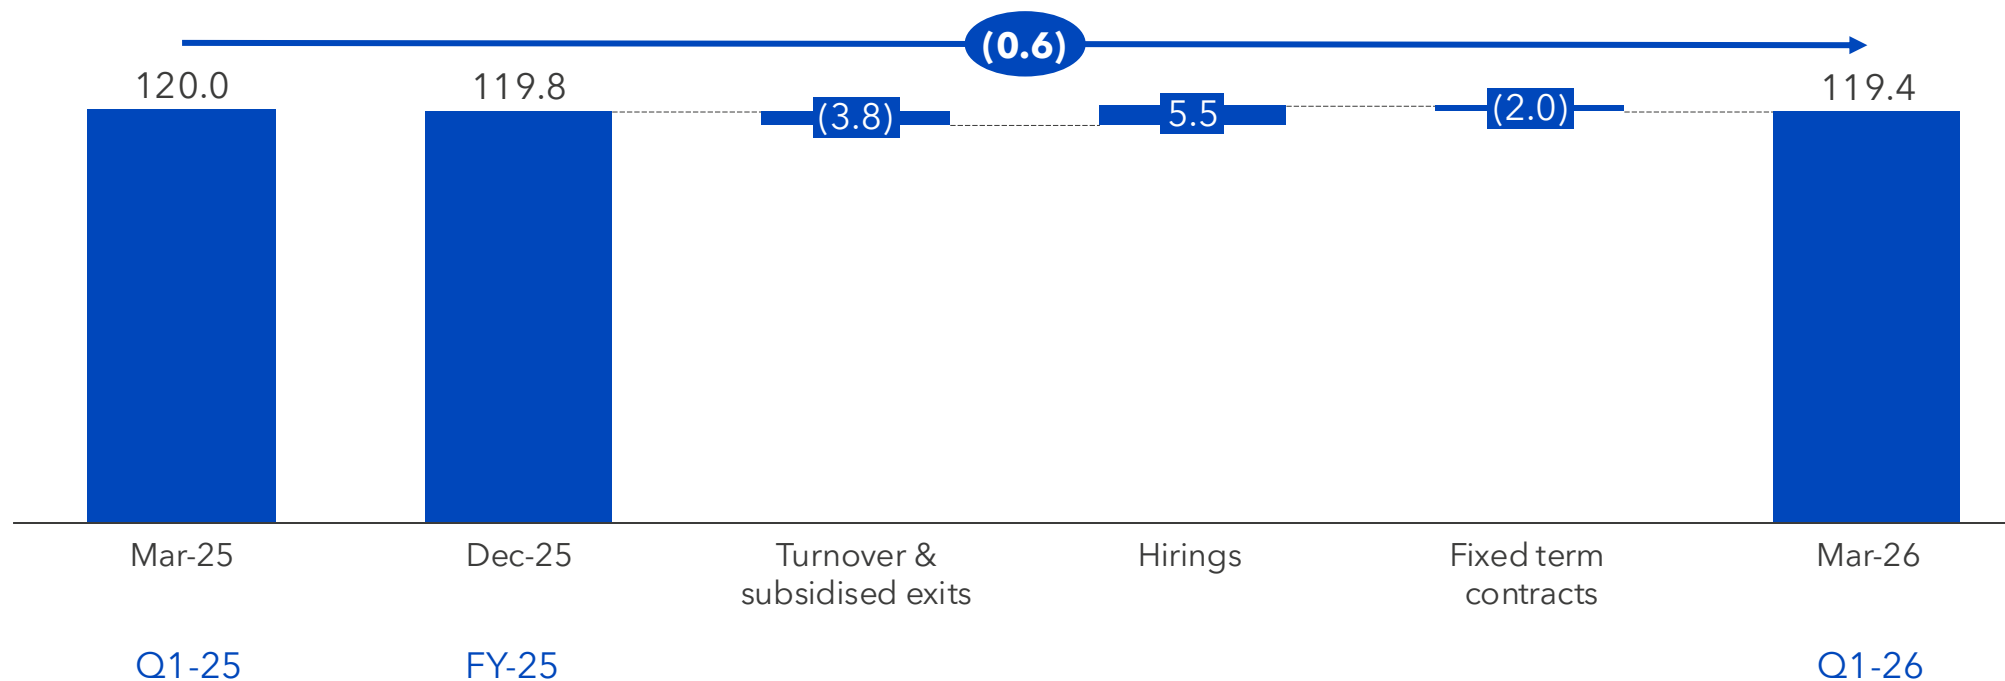 (0.6)
120.0
119.8
(3.8)
5.5
(2.0)
119.4
Mar-25
Dec-25
Turnover &
subsidised exits
Hirings
Fixed term
contracts
Mar-26
Q1-25
FY-25
Q1-26